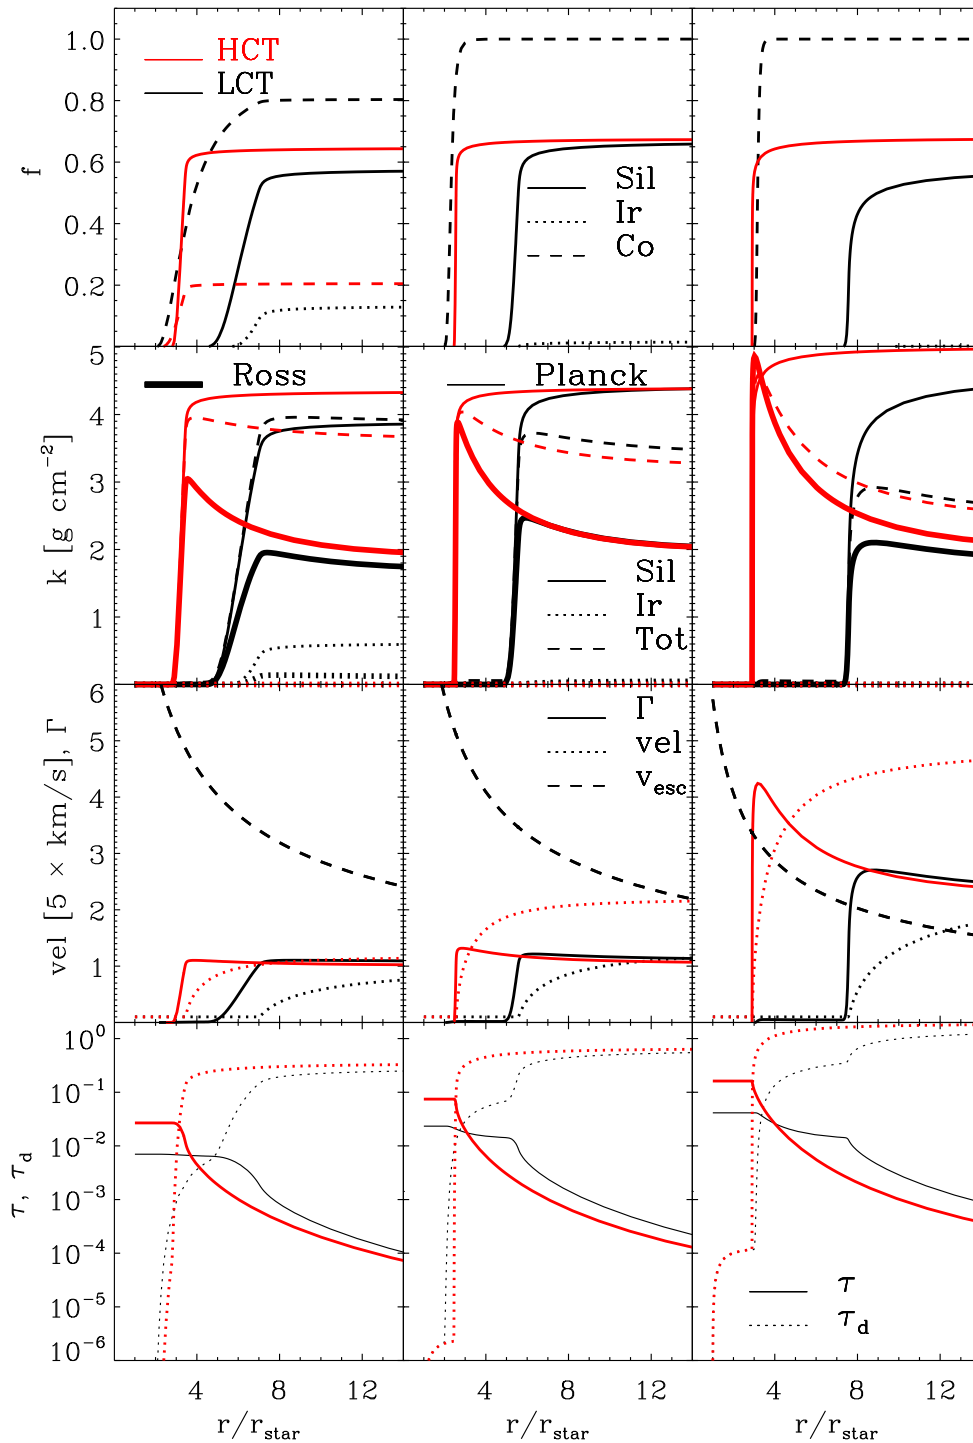 HCT
LCT
1.0
0.8
0.6
0.4
0.2
f
Sil
Ir
Co
Ross
Planck
5
4
3
2
1
k [g cm⁻²]
Sil
Ir
Tot
6
5
4
3
2
1
vel [5 × km/s], Γ
Γ
vel
v_esc
10⁰
10⁻¹
10⁻²
10⁻³
10⁻⁴
10⁻⁵
10⁻⁶
τ, τ_d
τ
τ_d
4 8 12 4 8 12 4 8 12
r/r_star r/r_star r/r_star